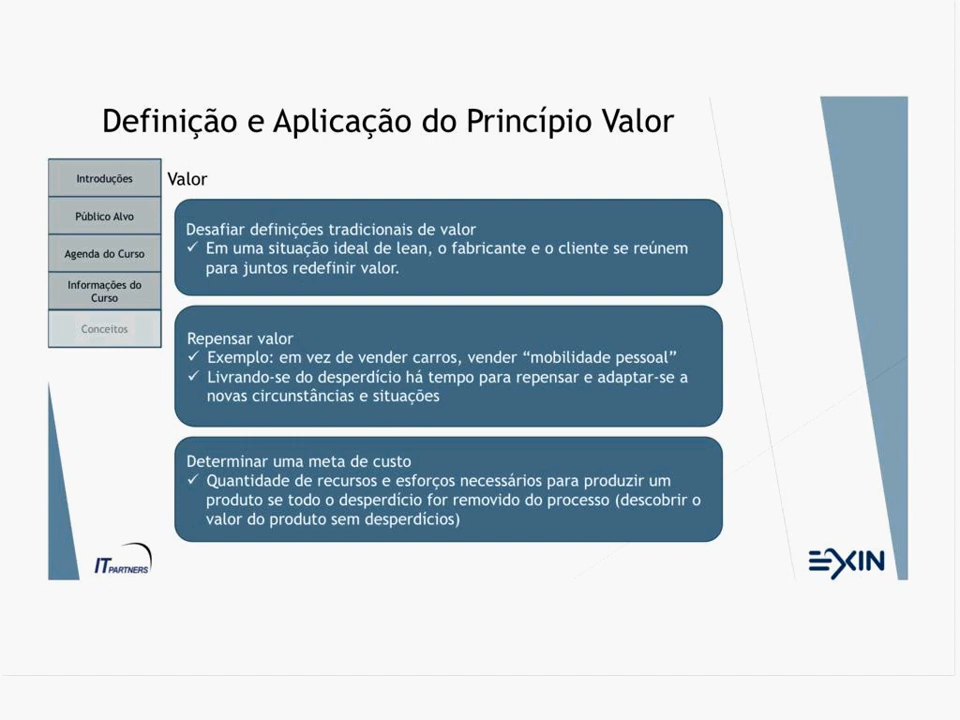 Definição e Aplicação do Princípio Valor
Introduções
Público Alvo
Agenda do Curso
Informações do
Curso
Conceitos
Valor
Desafiar definições tradicionais de valor
✓ Em uma situação ideal de lean, o fabricante e o cliente se reúnem
para juntos redefinir valor.
Repensar valor
✓ Exemplo: em vez de vender carros, vender “mobilidade pessoal”
✓ Livrando-se do desperdício há tempo para repensar e adaptar-se a
novas circunstâncias e situações
Determinar uma meta de custo
✓ Quantidade de recursos e esforços necessários para produzir um
produto se todo o desperdício for removido do processo (descobrir o
valor do produto sem desperdícios)
IT PARTNERS
EXIN